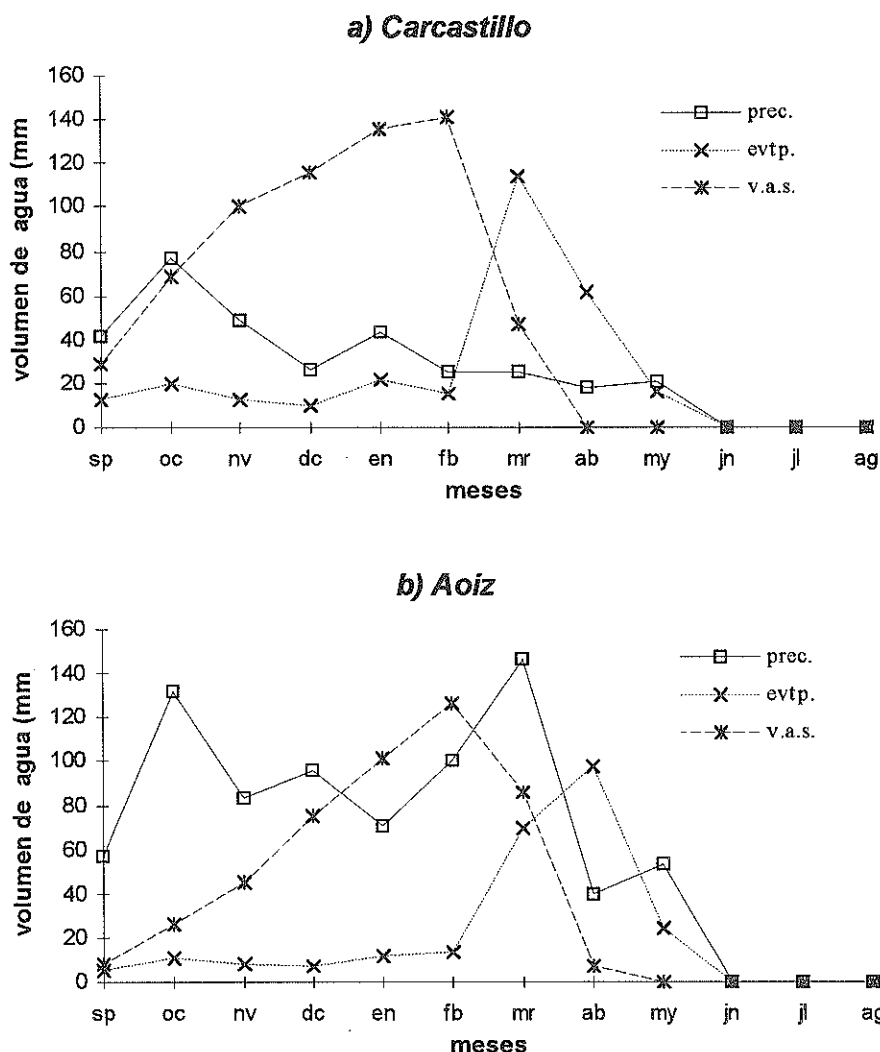 a) Carcastillo
160
140
120
100
80
60
40
20
0
volumen de agua (mm
prec.
evtp.
v.a.s.
sp oc nv dc en fb mr ab my jn jl ag
meses
b) Aoiz
160
140
120
100
80
60
40
20
0
volumen de agua (mm
prec.
evtp.
v.a.s.
sp oc nv dc en fb mr ab my jn jl ag
meses